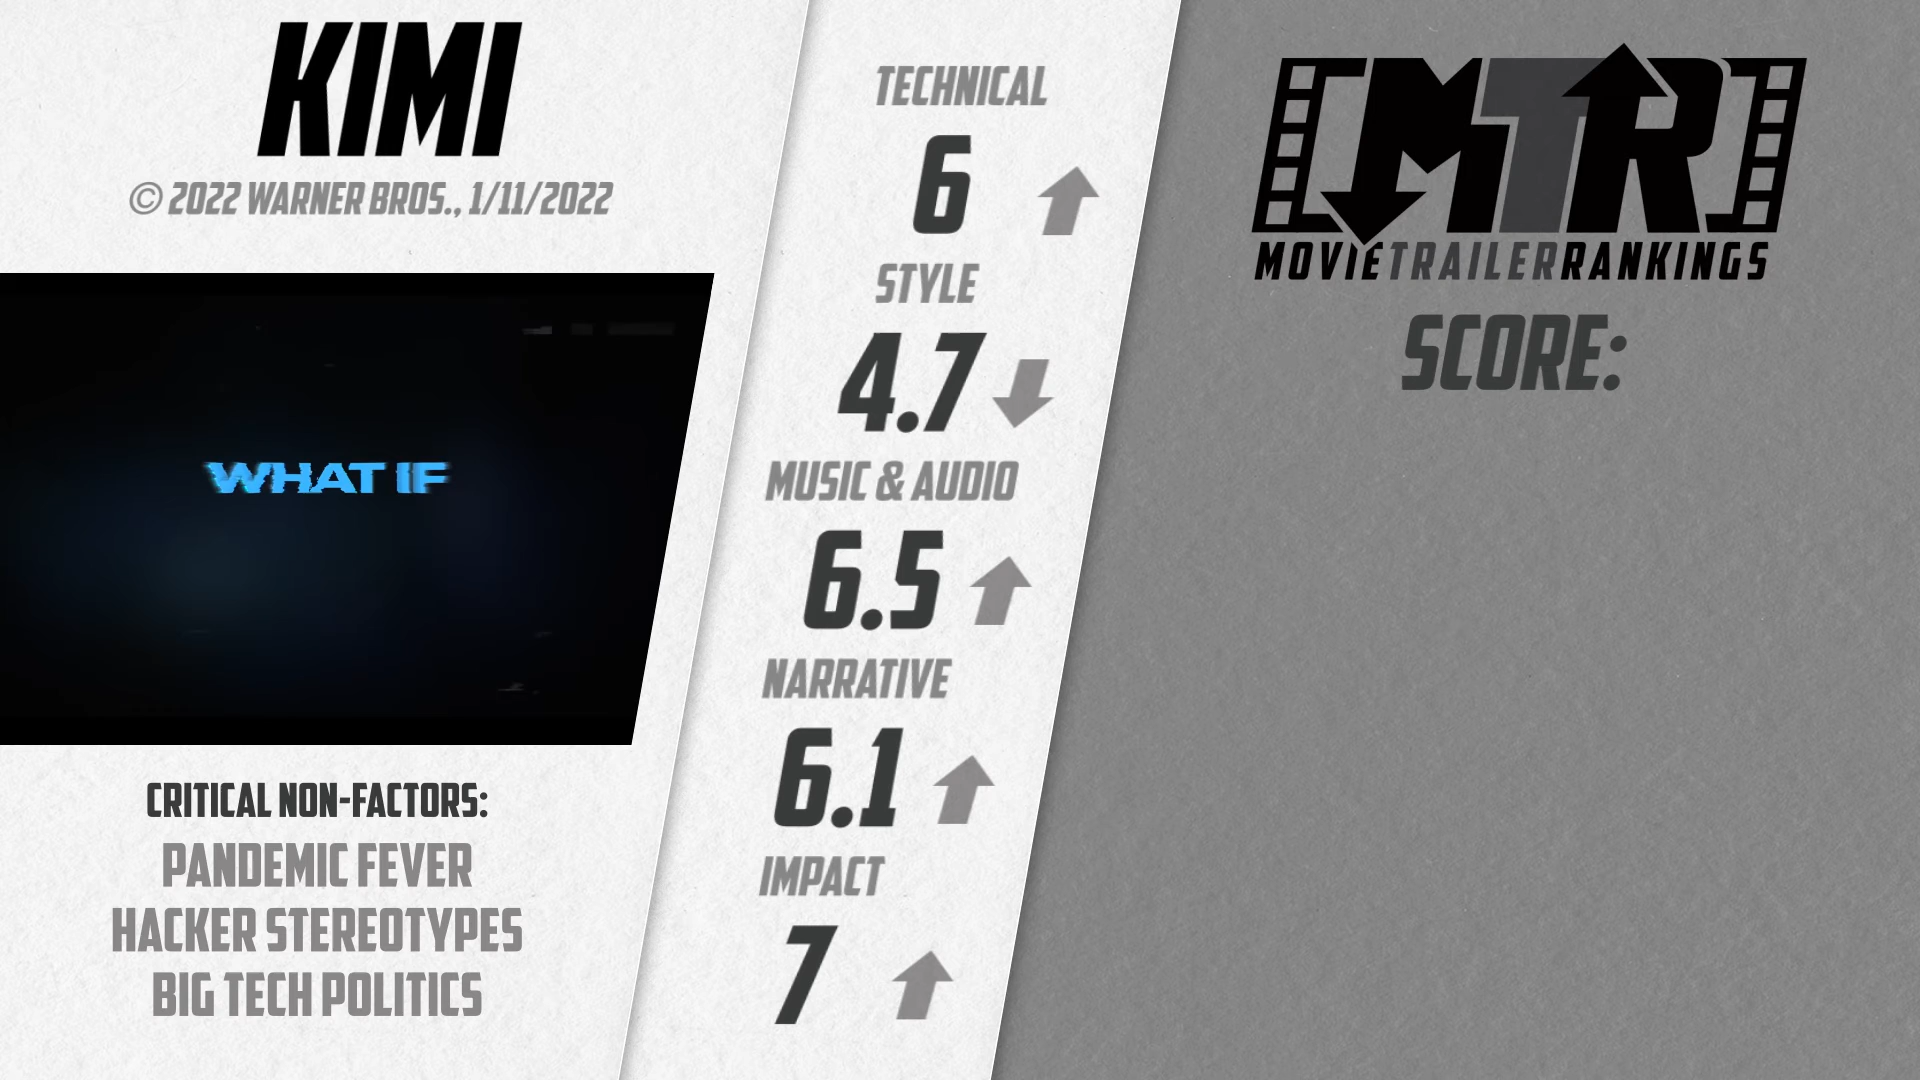 KIMI
© 2022 WARNER BROS., 1/11/2022
WHAT IF
CRITICAL NON-FACTORS:
PANDEMIC FEVER
HACKER STEREOTYPES
BIG TECH POLITICS
TECHNICAL
6
STYLE
4.7
MUSIC & AUDIO
6.5
NARRATIVE
6.1
IMPACT
7
[MTR]
MOVIETRAILERRANKINGS
SCORE: